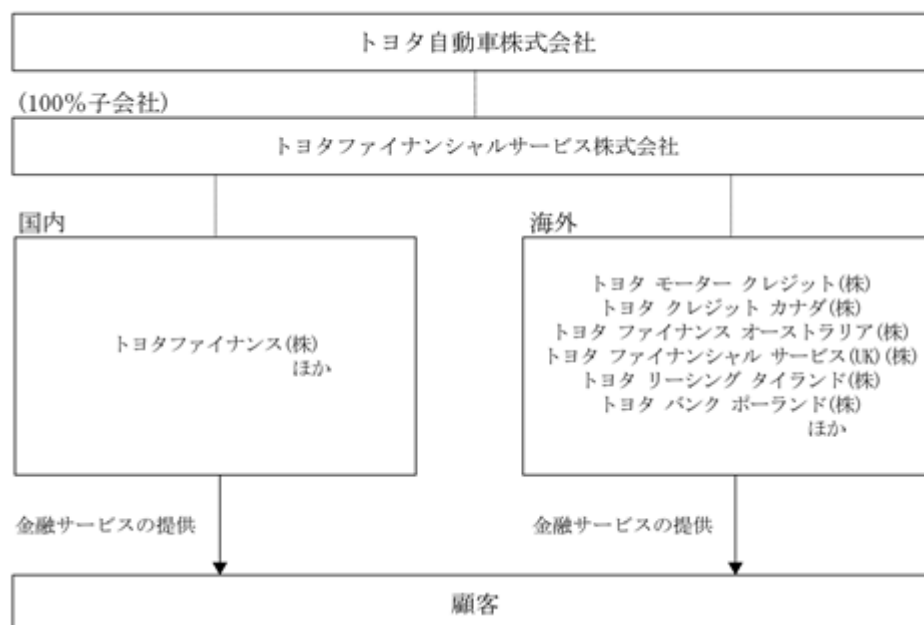 トヨタ自動車株式会社
(100%子会社)
トヨタファイナンシャルサービス株式会社
国内
海外
トヨタファイナンス(株)
ほか
トヨタ モーター クレジット(株)
トヨタ クレジット カナダ(株)
トヨタ ファイナンス オーストラリア(株)
トヨタ ファイナンシャル サービス(UK)(株)
トヨタ リーシング タイランド(株)
トヨタ バンク ポーランド(株)
ほか
金融サービスの提供
金融サービスの提供
顧客